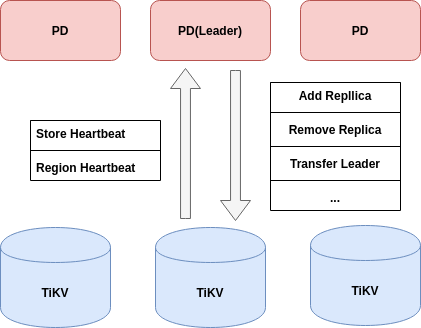 PD
PD(Leader)
PD
Store Heartbeat
Region Heartbeat
Add Repllica
Remove Replica
Transfer Leader
...
TiKV
TiKV
TiKV